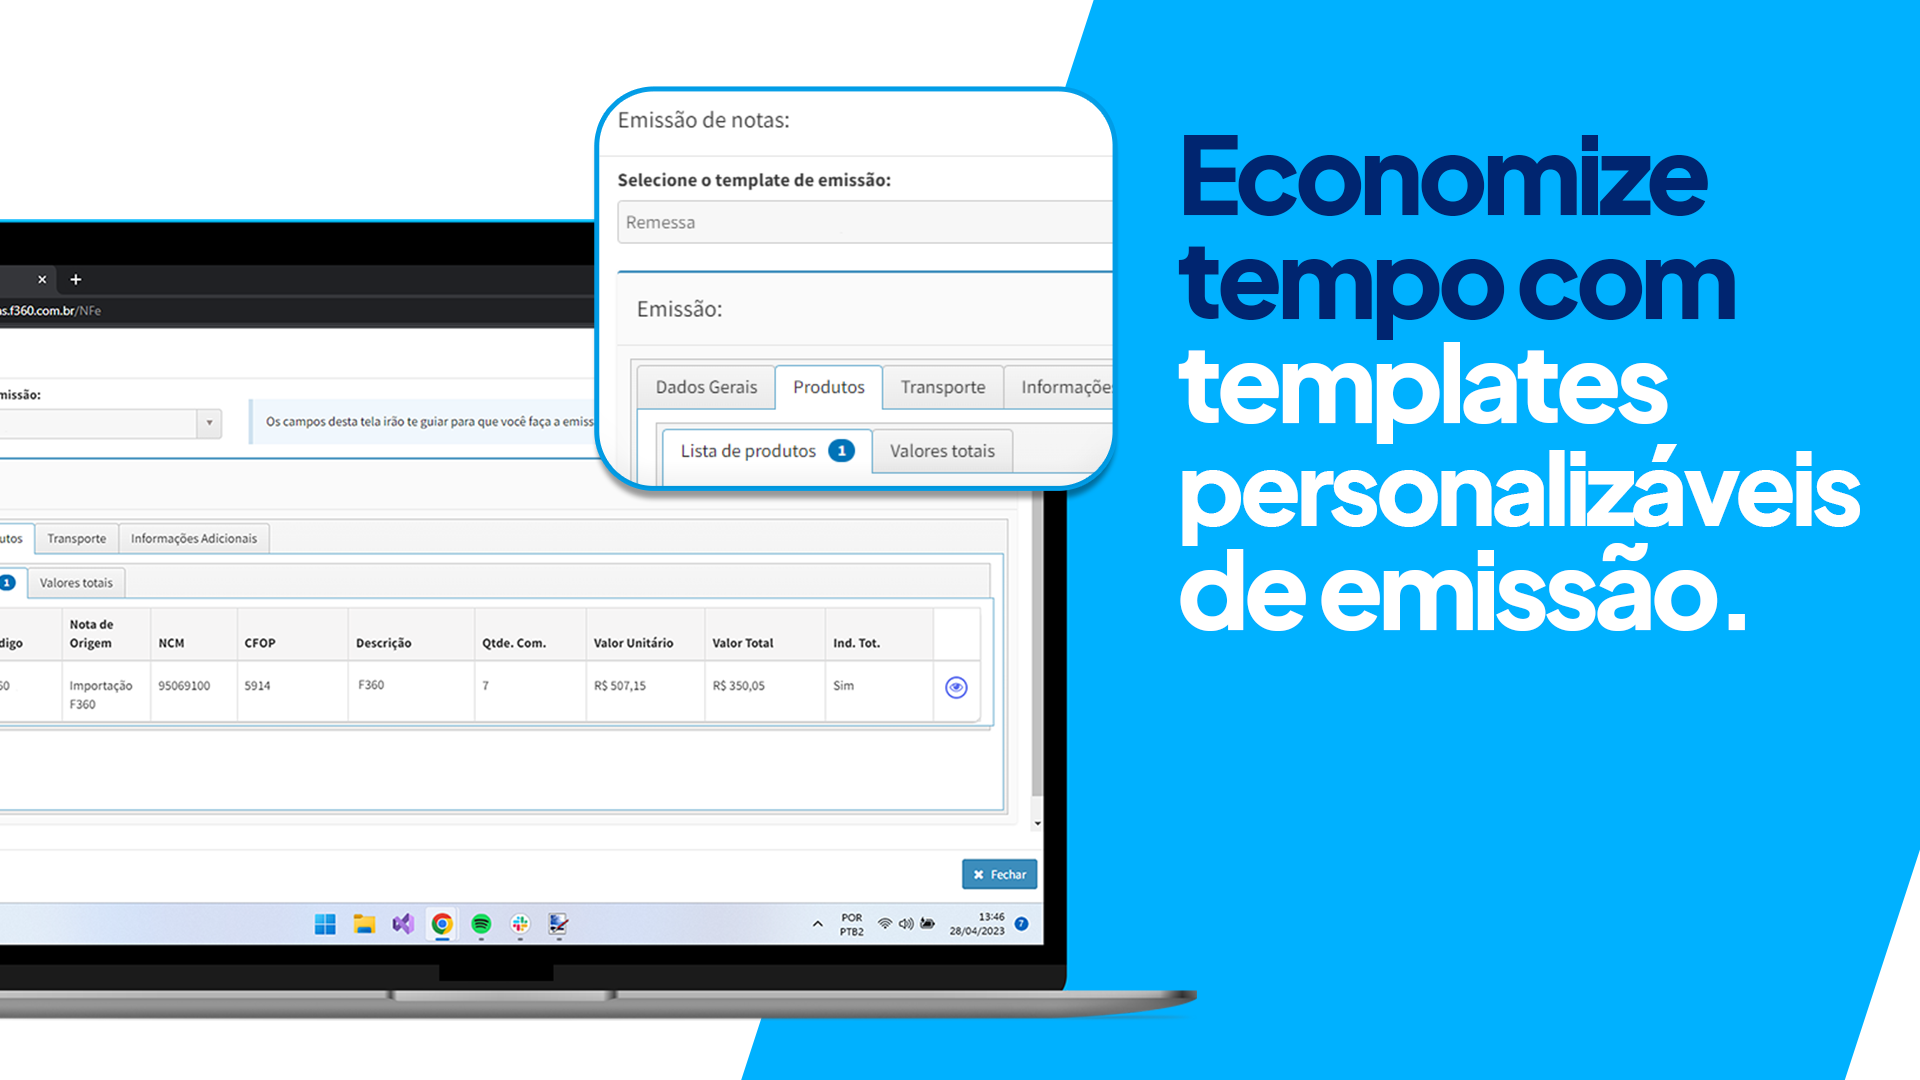 Economize
tempo com
templates
personalizáveis
de emissão.
Emissão de notas:
Selecione o template de emissão:
Remessa
Emissão:
Dados Gerais Produtos Transporte Informações
Lista de produtos 1 Valores totais
s.f360.com.br/NFe
missão:
Os campos desta tela irão te guiar para que você faça a emiss
utos Transporte Informações Adicionais
1 Valores totais
digo Nota de Origem NCM CFOP Descrição Qtde. Com. Valor Unitário Valor Total Ind. Tot.
60 Importação F360 95069100 5914 F360 7 R$ 507,15 R$ 350,05 Sim
Fechar
POR 13:46
PTB2 28/04/2023 7